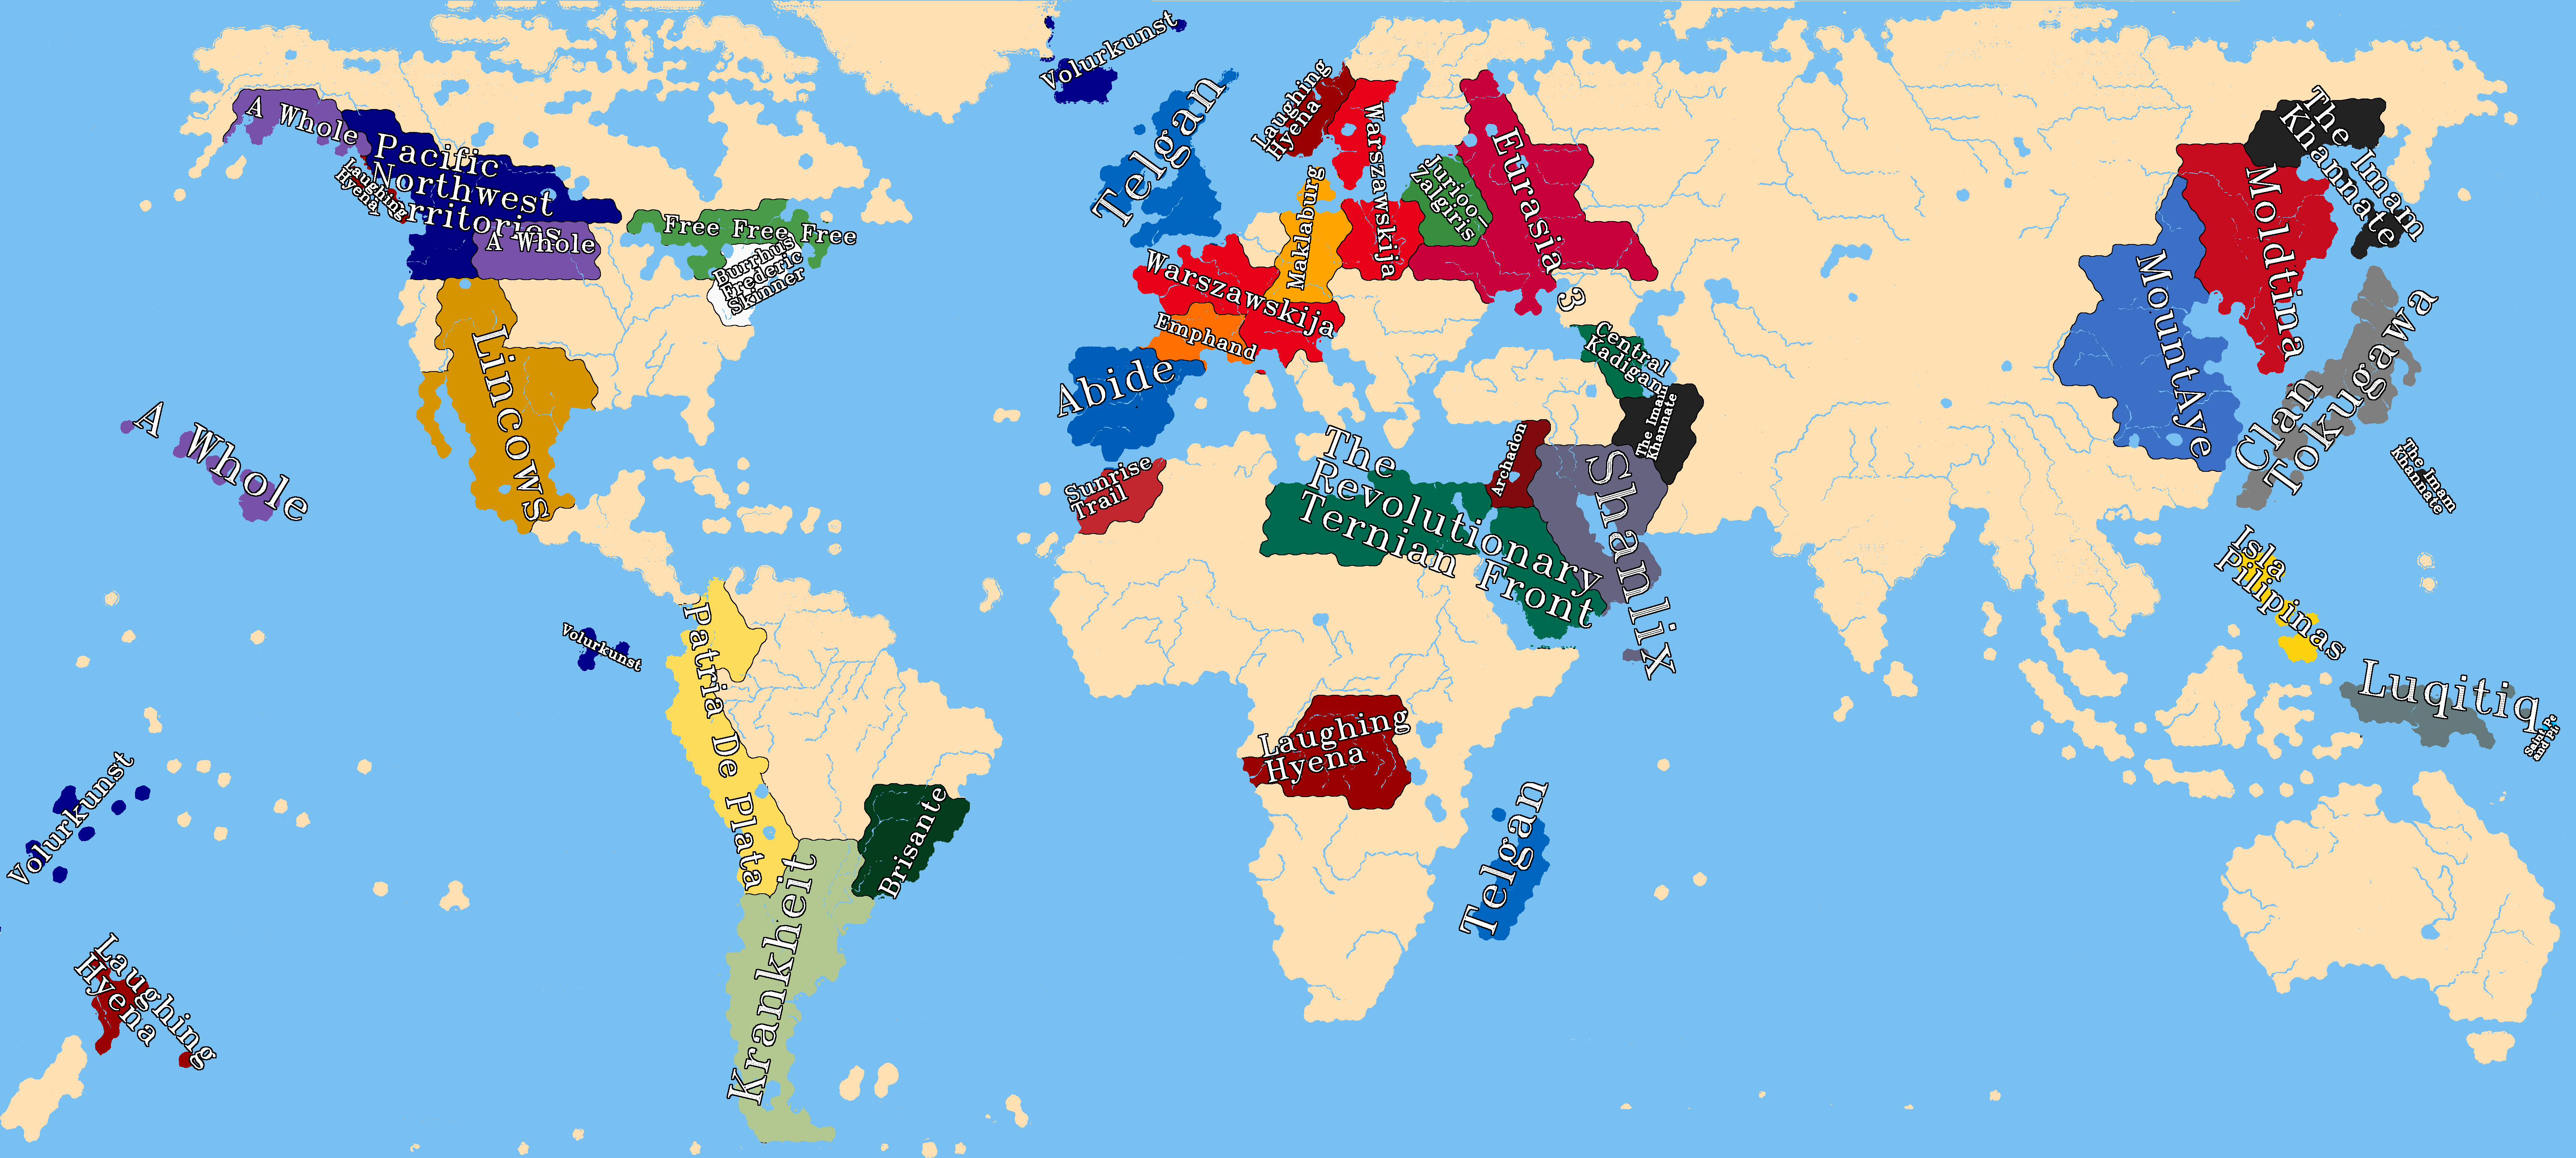 Volurkunst
A Whole
Pacific
Northwest
Territories
Laughing
Hyena
A Whole
Free Free Free
Burrhus
Frederic
Skinner
Lincows
A Whole
Volurkunst
Patria De Plata
Brisante
Krankheit
Volurkunst
Laughing
Hyena
Telgan
Laughing
Hyena
Warszawskija
Maklaburg
Jurioo-
Zalgiris
Eurasia 3
Warszawskija
Emphand
Abide
Sunrise
Trail
Central
Kadigani
The Imam
Khannate
Archadon
Shamlix
The
Revolutionary
Ternian Front
Laughing
Hyena
Telgan
The Imam
Khannate
Moldtina
MountAye
Clan
Tokugawa
The Imam
Khannate
Isla
Pilipinas
Luqitiq